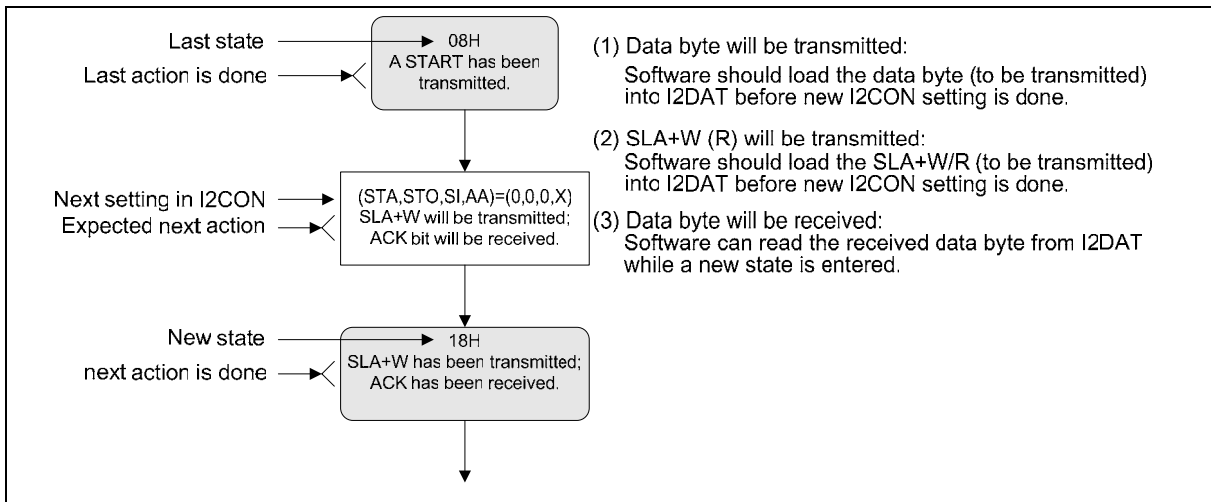 Last state
08H
Last action is done
A START has been
transmitted.
Next setting in I2CON
(STA,STO,SI,AA)=(0,0,0,X)
Expected next action
SLA+W will be transmitted;
ACK bit will be received.
New state
18H
next action is done
SLA+W has been transmitted;
ACK has been received.
(1) Data byte will be transmitted:
Software should load the data byte (to be transmitted)
into I2DAT before new I2CON setting is done.
(2) SLA+W (R) will be transmitted:
Software should load the SLA+W/R (to be transmitted)
into I2DAT before new I2CON setting is done.
(3) Data byte will be received:
Software can read the received data byte from I2DAT
while a new state is entered.